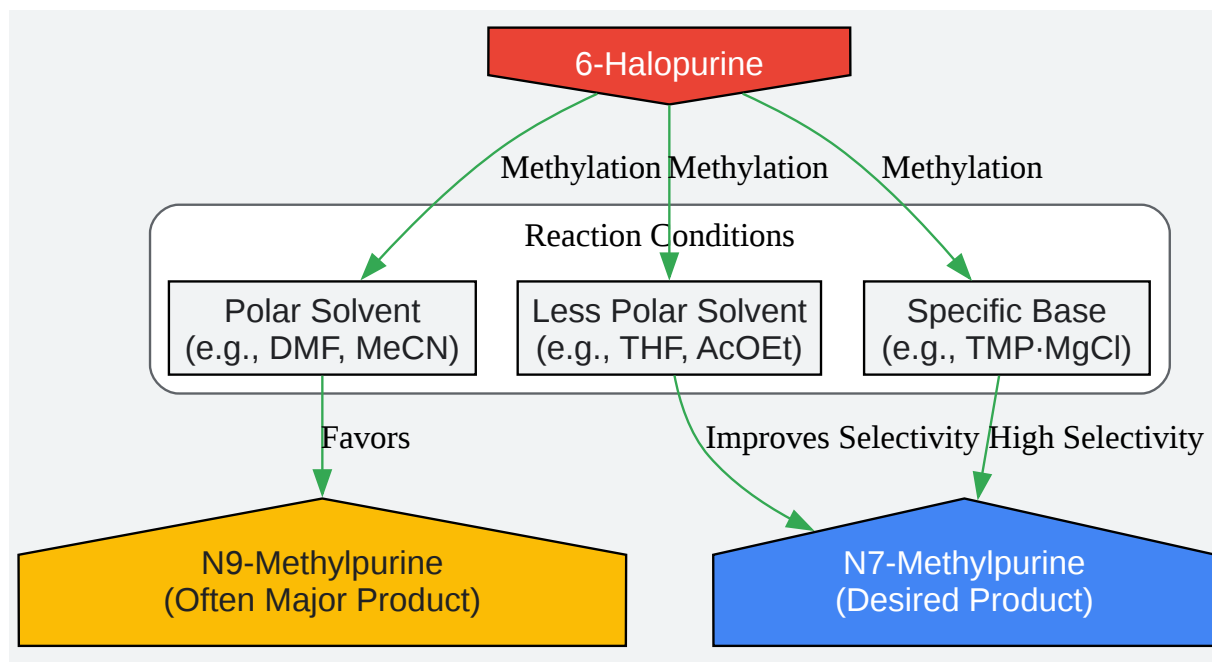 6-Halopurine
Methylation
Methylation
Methylation
Reaction Conditions
Polar Solvent
(e.g., DMF, MeCN)
Less Polar Solvent
(e.g., THF, AcOEt)
Specific Base
(e.g., TMP·MgCl)
Favors
Improves Selectivity
High Selectivity
N9-Methylpurine
(Often Major Product)
N7-Methylpurine
(Desired Product)